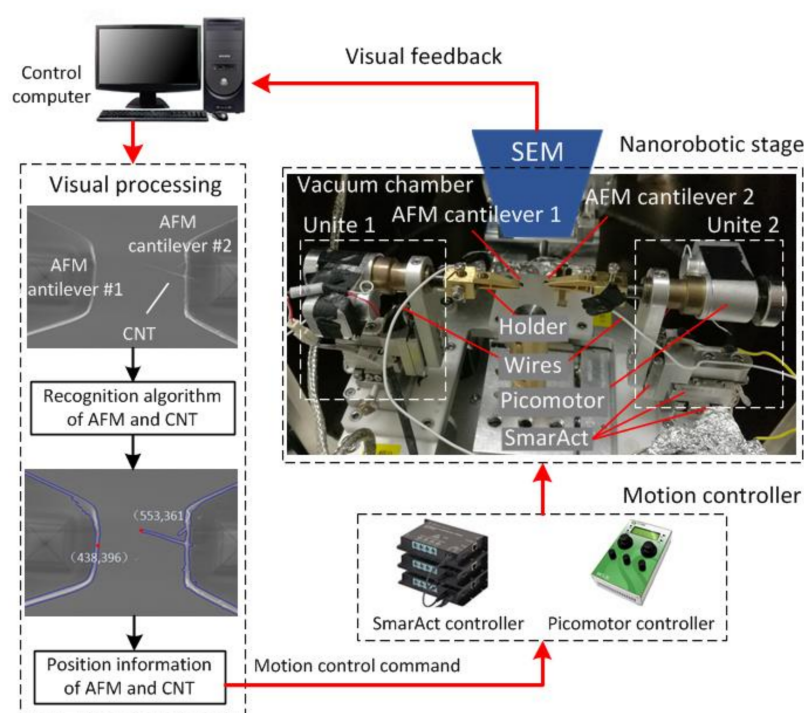 Control
computer
Visual feedback
SEM
Nanorobotic stage
Visual processing
AFM
cantilever #2
AFM
antilever #1
CNT
Recognition algorithm
of AFM and CNT
(553,361
(438,396)
Position information
of AFM and CNT
Vacuum chamber
AFM cantilever 2
AFM cantilever 1
Unite 1
Unite 2
Holder
Wires
Picomotor
SmarAct
Motion controller
SmarAct controller
Picomotor controller
Motion control command